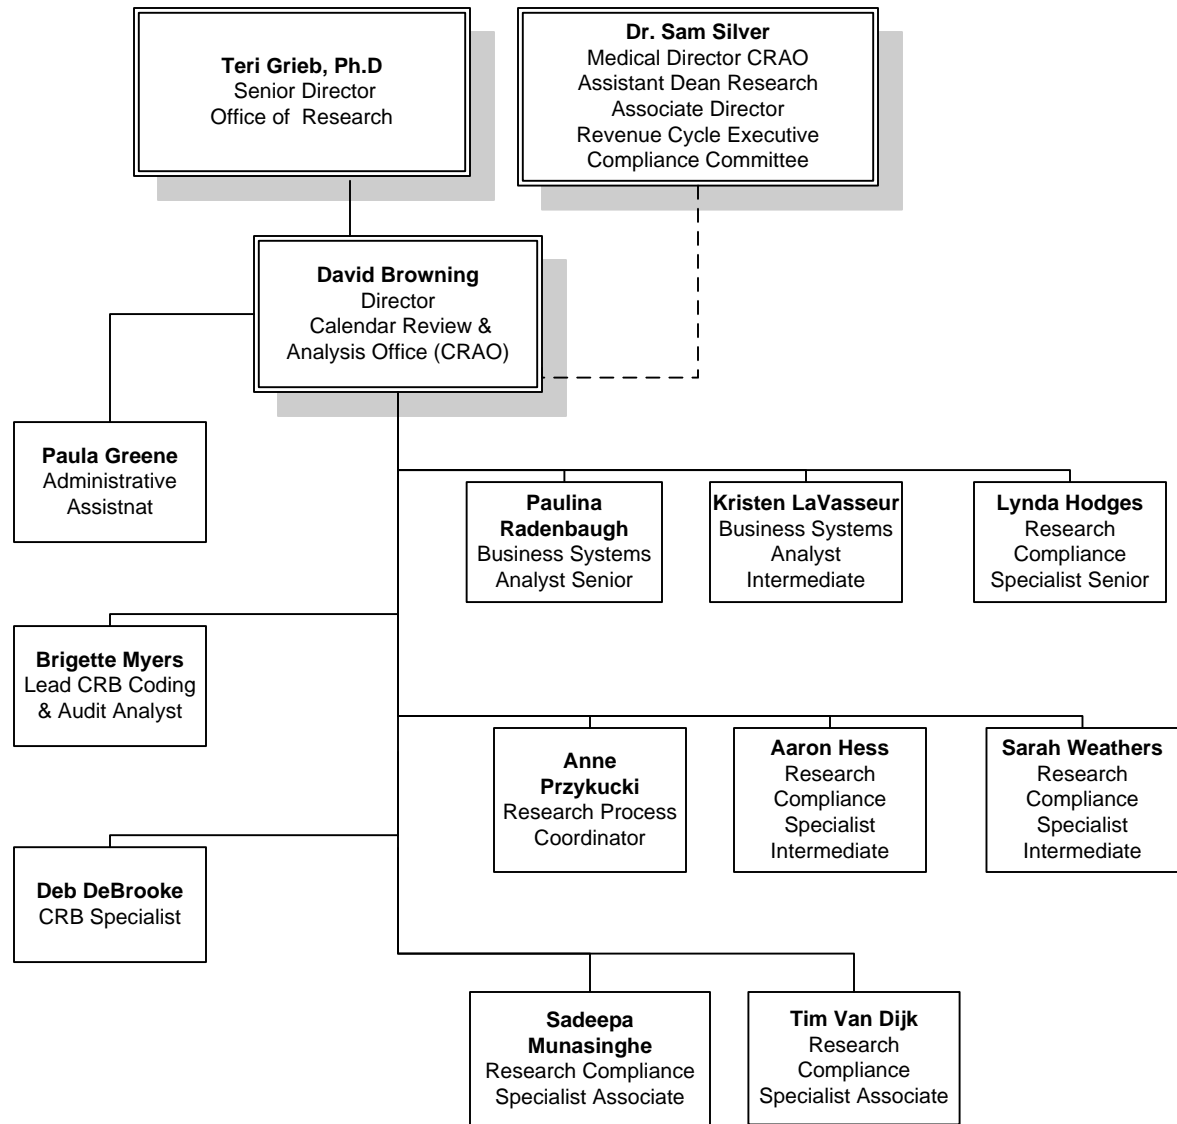 Teri Grieb, Ph.D
Senior Director
Office of Research
Dr. Sam Silver
Medical Director CRAO
Assistant Dean Research
Associate Director
Revenue Cycle Executive
Compliance Committee
David Browning
Director
Calendar Review &
Analysis Office (CRAO)
Paula Greene
Administrative
Assistnat
Paulina
Radenbaugh
Business Systems
Analyst Senior
Kristen LaVasseur
Business Systems
Analyst
Intermediate
Lynda Hodges
Research
Compliance
Specialist Senior
Brigette Myers
Lead CRB Coding
& Audit Analyst
Anne
Przykucki
Research Process
Coordinator
Aaron Hess
Research
Compliance
Specialist
Intermediate
Sarah Weathers
Research
Compliance
Specialist
Intermediate
Deb DeBrooke
CRB Specialist
Sadeepa
Munasinghe
Research Compliance
Specialist Associate
Tim Van Dijk
Research
Compliance
Specialist Associate